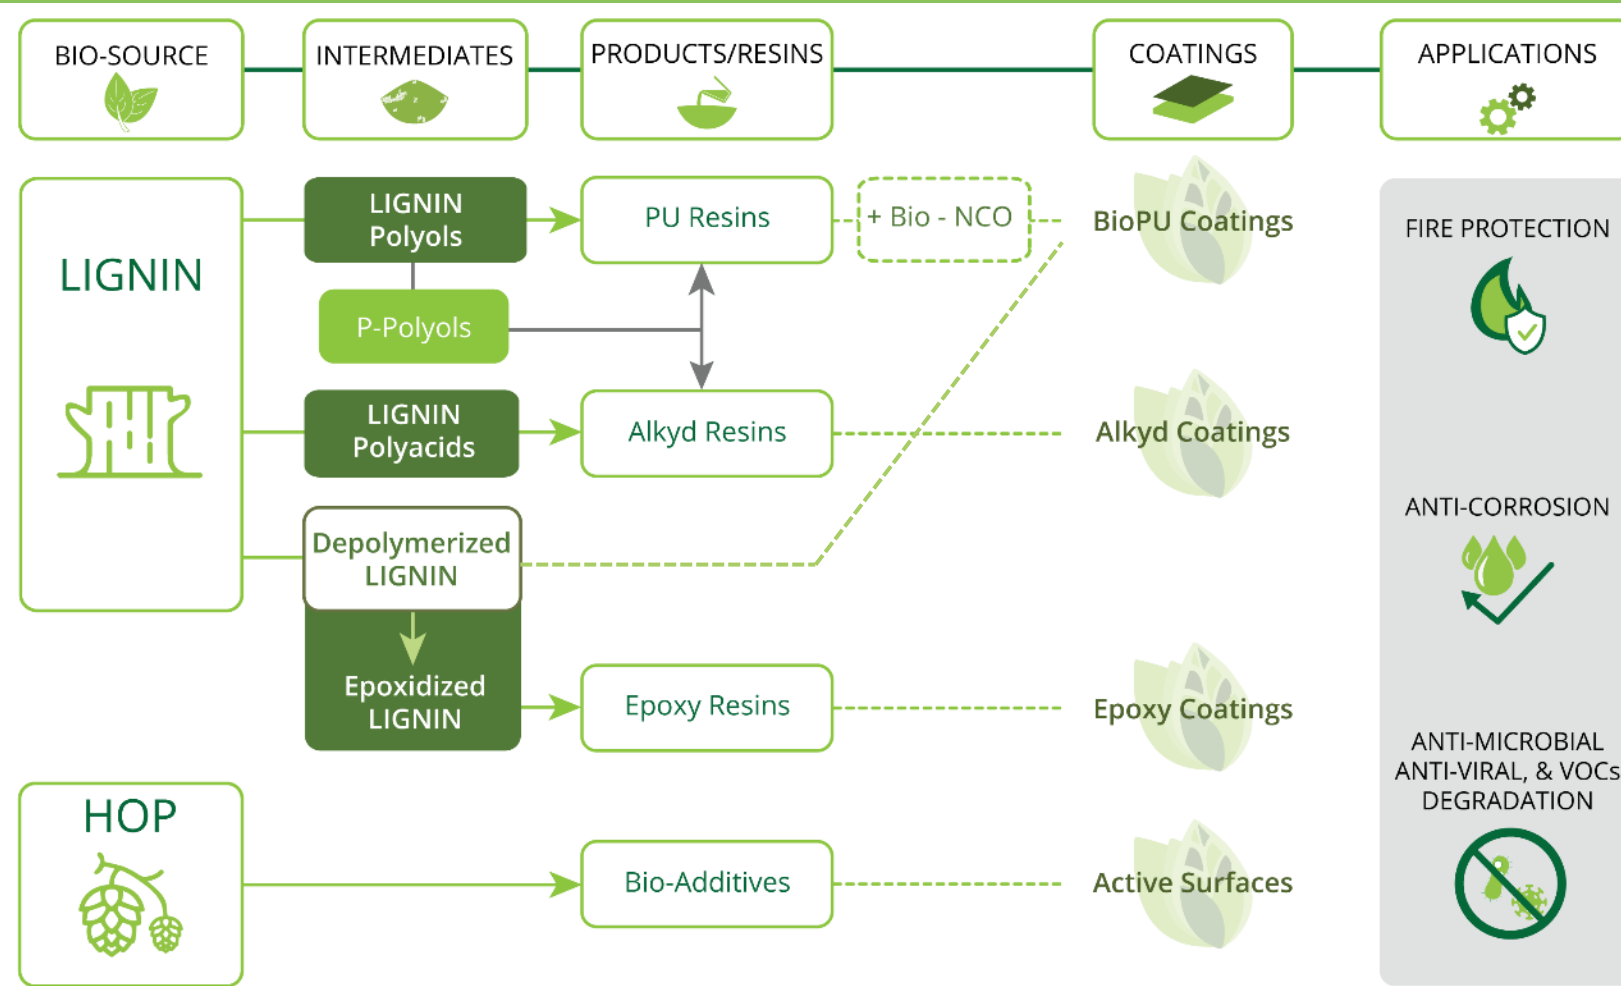 BIO-SOURCE
INTERMEDIATES
PRODUCTS/RESINS
COATINGS
APPLICATIONS
LIGNIN
LIGNIN
Polyols
PU Resins
+ Bio - NCO
BioPU Coatings
P-Polyols
LIGNIN
Polyacids
Alkyd Resins
Alkyd Coatings
Depolymerized
LIGNIN
Epoxidized
LIGNIN
Epoxy Resins
Epoxy Coatings
HOP
Bio-Additives
Active Surfaces
FIRE PROTECTION
ANTI-CORROSION
ANTI-MICROBIAL
ANTI-VIRAL, & VOCs
DEGRADATION